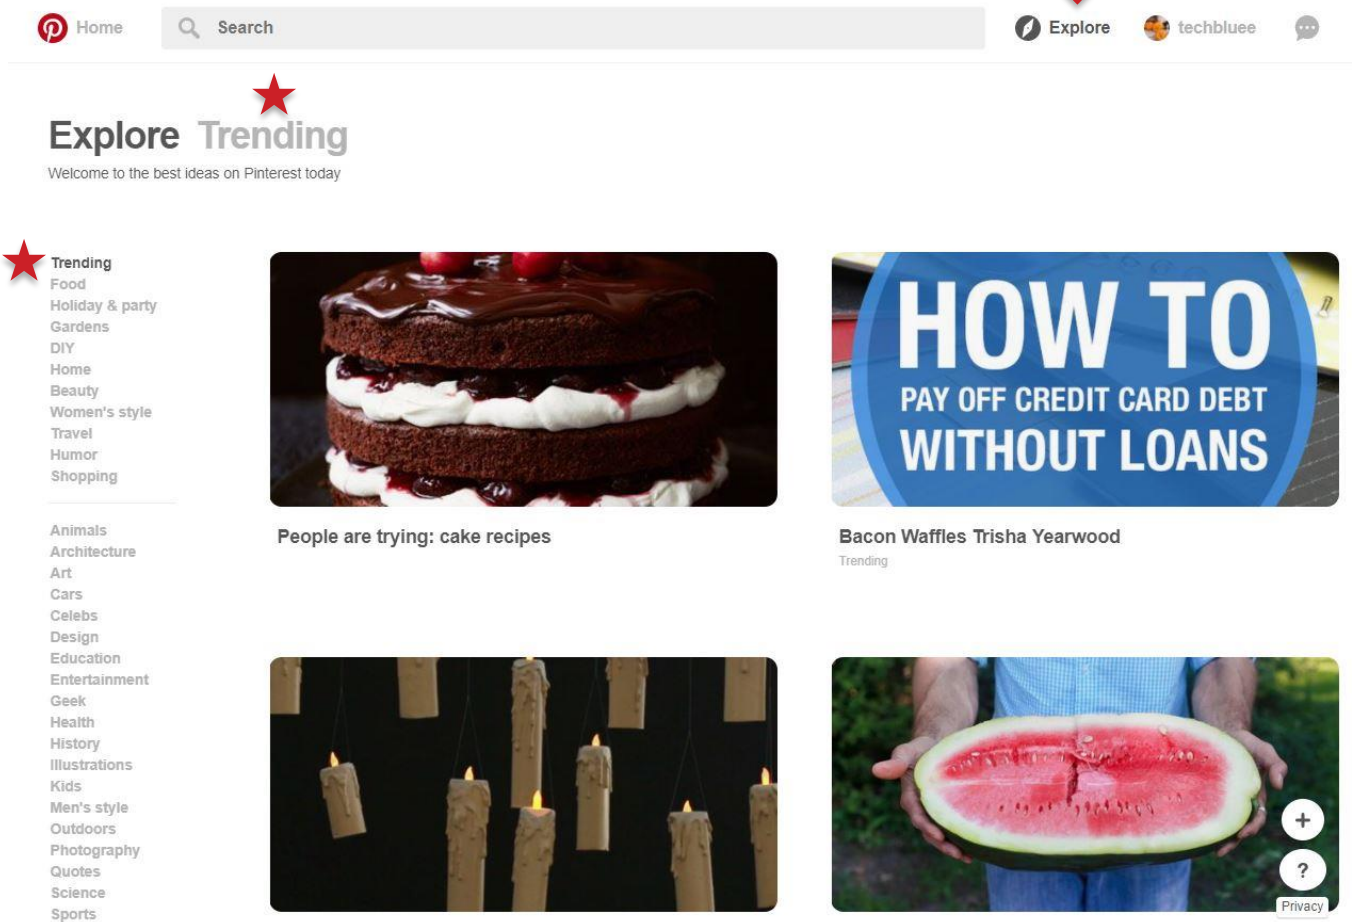 Home
Search
Explore
techbluee
Explore Trending
Welcome to the best ideas on Pinterest today
Trending
Food
Holiday & party
Gardens
DIY
Home
Beauty
Women's style
Travel
Humor
Shopping
Animals
Architecture
Art
Cars
Celebs
Design
Education
Entertainment
Geek
Health
History
Illustrations
Kids
Men's style
Outdoors
Photography
Quotes
Science
Sports
People are trying: cake recipes
HOW TO
PAY OFF CREDIT CARD DEBT
WITHOUT LOANS
Bacon Waffles Trisha Yearwood
Trending
+
?
Privacy